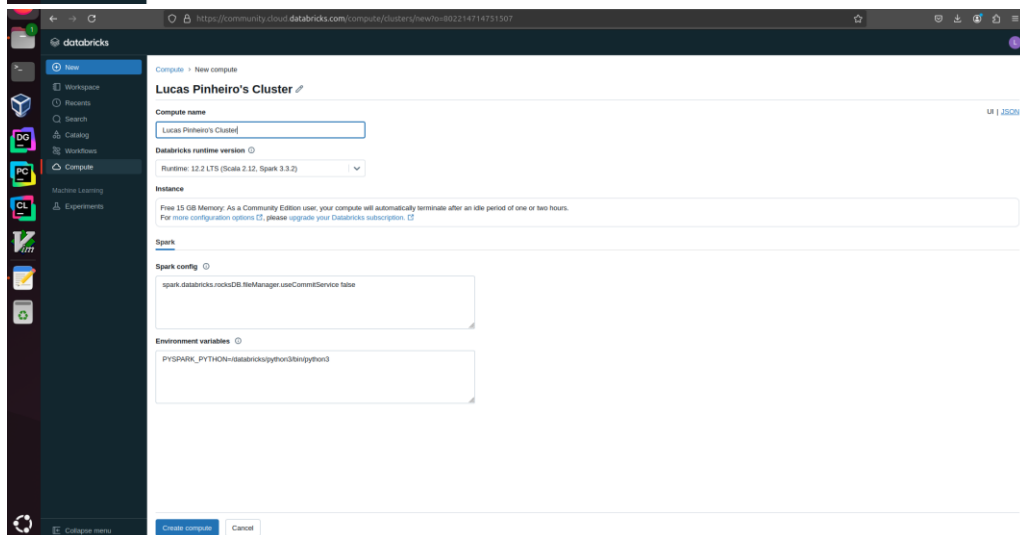 https://community.cloud.databricks.com/compute/clusters/new?o=802214714731507
1
databricks
L
New
Workspace
Recents
Search
Catalog
Workflows
Compute
Machine Learning
Experiments
Collapse menu
DG
PC
CL
Vim
Compute > New compute
Lucas Pinheiro's Cluster
UI | JSON
Compute name
Lucas Pinheiro's Cluster
Databricks runtime version
Runtime: 12.2 LTS (Scala 2.12, Spark 3.3.2)
Instance
Free 15 GB Memory: As a Community Edition user, your compute will automatically terminate after an idle period of one or two hours.
For more configuration options, please upgrade your Databricks subscription.
Spark
Spark config
spark.databricks.rocksDB.fileManager.useCommitService false
Environment variables
PYSPARK_PYTHON=/databricks/python3/bin/python3
Create compute
Cancel